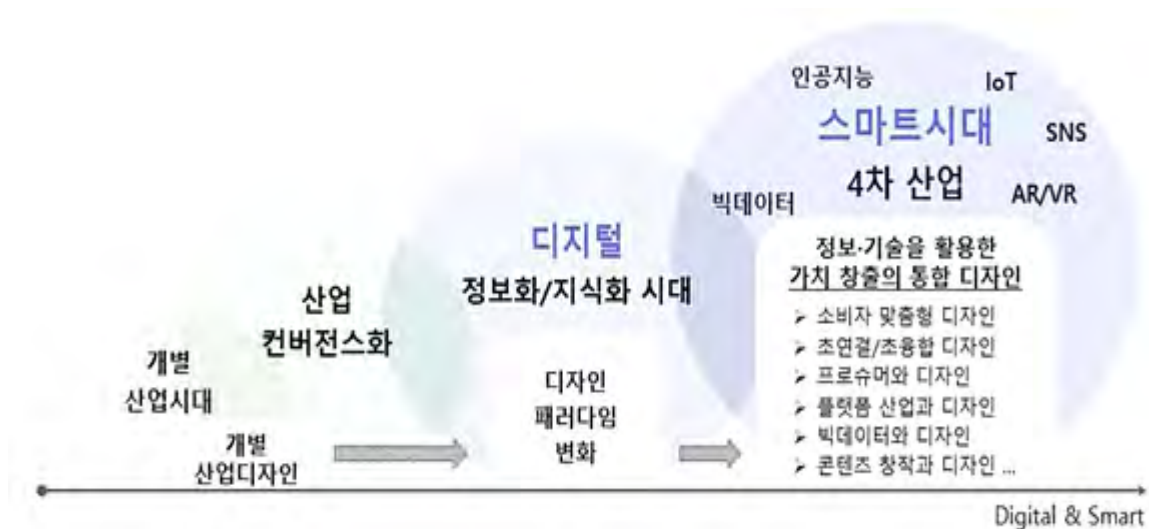 개별
산업시대
개별
산업디자인
산업
컨버전스화
디지털
정보화/지식화 시대
디자인
패러다임
변화
인공지능
IoT
스마트시대
SNS
4차 산업
빅데이터
AR/VR
정보·기술을 활용한
가치 창출의 통합 디자인
➢ 소비자 맞춤형 디자인
➢ 초연결/초융합 디자인
➢ 프로슈머와 디자인
➢ 플랫폼 산업과 디자인
➢ 빅데이터와 디자인
➢ 콘텐즈 창작과 디자인 ...
Digital & Smart